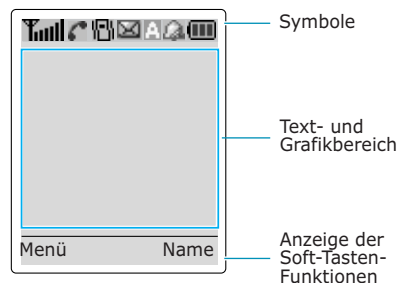 Symbole
A
Text- und
Grafikbereich
Menü Name
Anzeige der
Soft-Tasten-
Funktionen